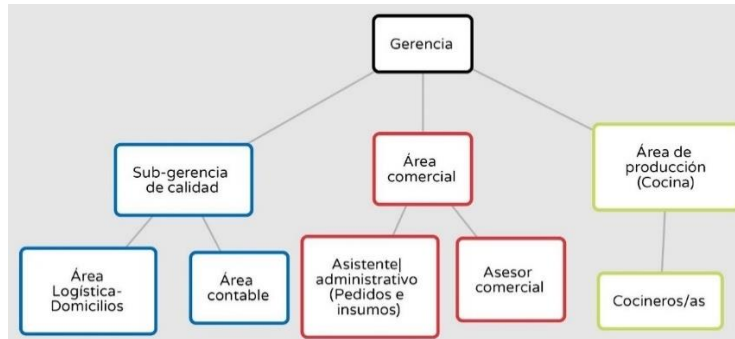 Gerencia
Sub-gerencia
de calidad
Área
comercial
Área de
producción
(Cocina)
Área
Logística-
Domicilios
Área
contable
Asistente|
administrativo
(Pedidos e
insumos)
Asesor
comercial
Cocineros/as